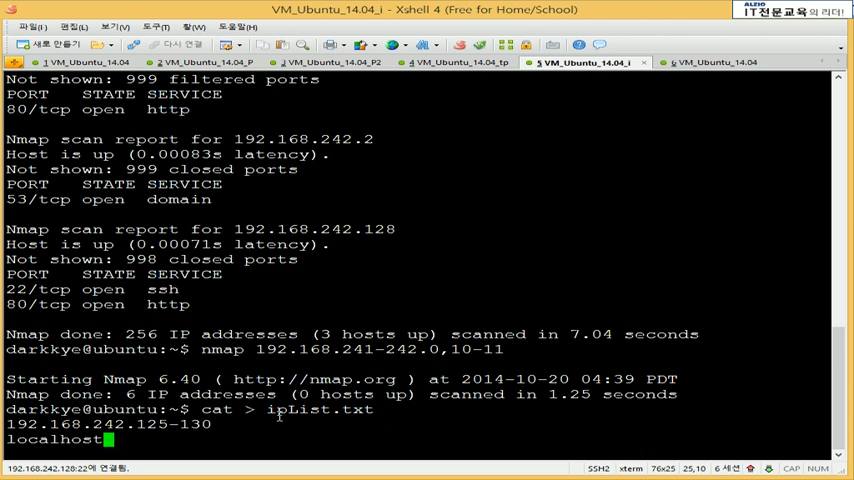 VM_Ubuntu_14.04_i - Xshell 4 (Free for Home/School)
ALZIO
IT전문교육의 리더!
파일(F) 편집(E) 보기(V) 도구(T) 창(W) 도움말(H)
새로 만들기 다시 연결
1 VM_Ubuntu_14.04 2 VM_Ubuntu_14.04_P 3 VM_Ubuntu_14.04_P2 4 VM_Ubuntu_14.04_tp 5 VM_Ubuntu_14.04_i 6 VM_Ubuntu_14.04
Not shown: 999 filtered ports
PORT STATE SERVICE
80/tcp open http
Nmap scan report for 192.168.242.2
Host is up (0.00083s latency).
Not shown: 999 closed ports
PORT STATE SERVICE
53/tcp open domain
Nmap scan report for 192.168.242.128
Host is up (0.00071s latency).
Not shown: 998 closed ports
PORT STATE SERVICE
22/tcp open ssh
80/tcp open http
Nmap done: 256 IP addresses (3 hosts up) scanned in 7.04 seconds
darkkye@ubuntu:~$ nmap 192.168.241-242.0,10-11
Starting Nmap 6.40 ( http://nmap.org ) at 2014-10-20 04:39 PDT
Nmap done: 6 IP addresses (0 hosts up) scanned in 1.25 seconds
darkkye@ubuntu:~$ cat > ipList.txt
192.168.242.125-130
localhost
192.168.242.128:22에 연결됨. SSH2 xterm 76x25 25,10 6 세션 CAP NUM